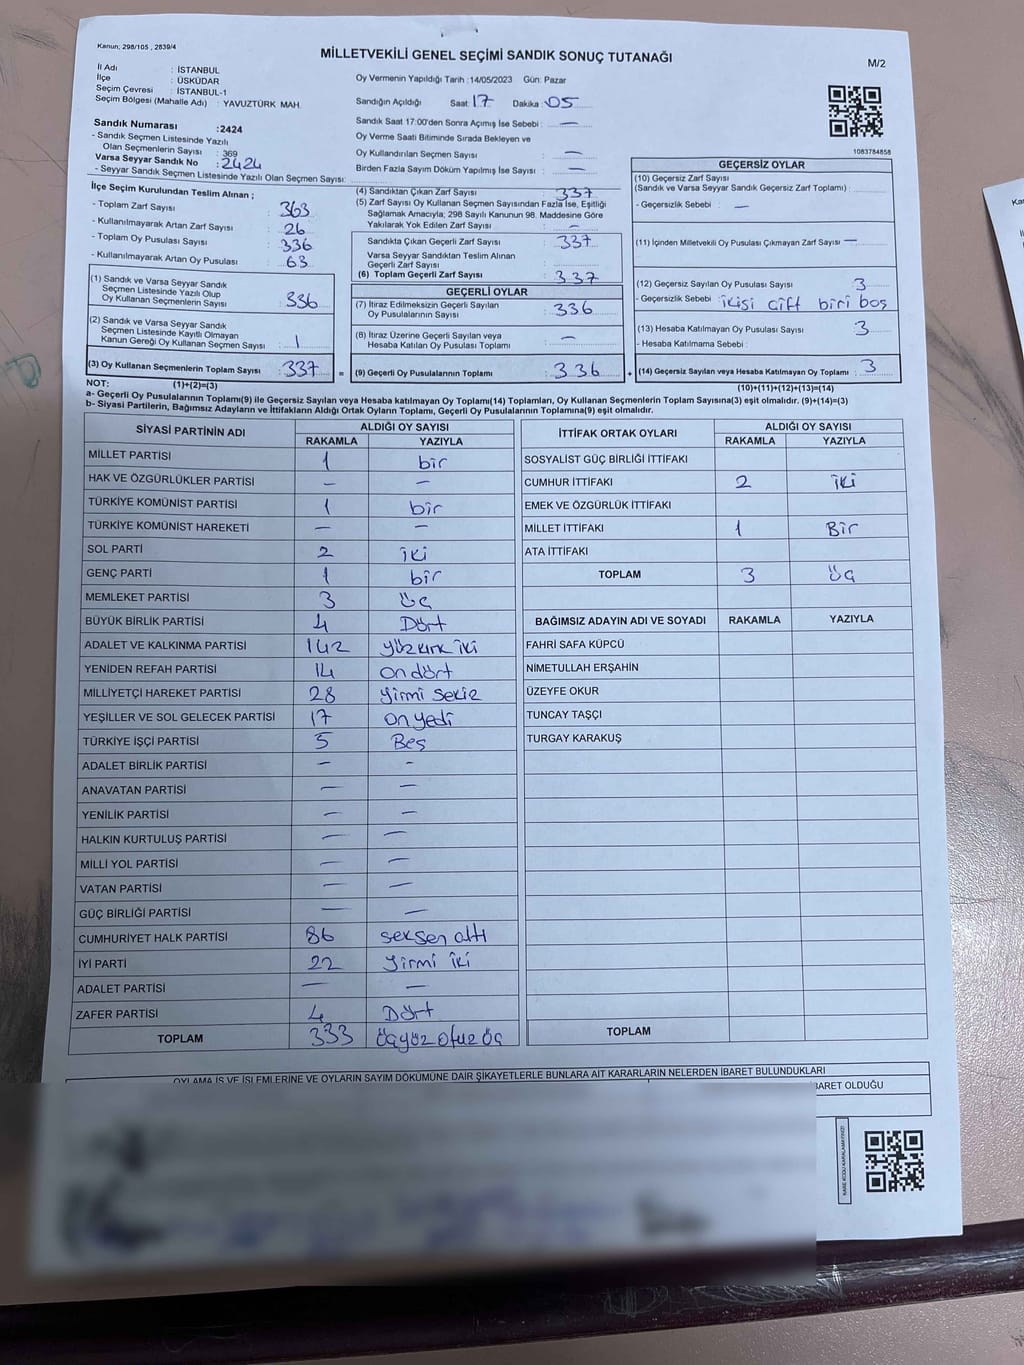 Kanun; 298/105 , 2839/4
MİLLETVEKİLİ GENEL SEÇİMİ SANDIK SONUÇ TUTANAĞI
M/2
İl Adı : İSTANBUL
İlçe : ÜSKÜDAR
Seçim Çevresi : İSTANBUL-1
Seçim Bölgesi (Mahalle Adı) : YAVUZTÜRK MAH.
Oy Vermenin Yapıldığı Tarih :14/05/2023 Gün: Pazar
Sandığın Açıldığı Saat: 17 Dakika: 05
Sandık Saat 17:00'den Sonra Açımış İse Sebebi : —
Oy Verme Saati Bitiminde Sırada Bekleyen ve
Oy Kullandırılan Seçmen Sayısı : —
Birden Fazla Sayım Döküm Yapılmış İse Sayısı : —
1083784858
Sandık Numarası :2424
- Sandık Seçmen Listesinde Yazılı
Olan Seçmenlerin Sayısı : 369
Varsa Seyyar Sandık No : 2424
- Seyyar Sandık Seçmen Listesinde Yazılı Olan Seçmen Sayısı:
İlçe Seçim Kurulundan Teslim Alınan ;
- Toplam Zarf Sayısı : 363
- Kullanılmayarak Artan Zarf Sayısı : 26
- Toplam Oy Pusulası Sayısı : 336
- Kullanılmayarak Artan Oy Pusulası : 63
(1) Sandık ve Varsa Seyyar Sandık
Seçmen Listesinde Yazılı Olup
Oy Kullanan Seçmenlerin Sayısı : 336
(2) Sandık ve Varsa Seyyar Sandık
Seçmen Listesinde Kayıtlı Olmayan
Kanun Gereği Oy Kullanan Seçmen Sayısı : 1
(3) Oy Kullanan Seçmenlerin Toplam Sayısı : 337
(4) Sandıktan Çıkan Zarf Sayısı : 337
(5) Zarf Sayısı Oy Kullanan Seçmen Sayısından Fazla İse, Eşitliği
Sağlamak Amacıyla; 298 Sayılı Kanunun 98. Maddesine Göre
Yakılarak Yok Edilen Zarf Sayısı : —
Sandıkta Çıkan Geçerli Zarf Sayısı : 337
Varsa Seyyar Sandıktan Teslim Alınan
Geçerli Zarf Sayısı :
(6) Toplam Geçerli Zarf Sayısı : 337
GEÇERLİ OYLAR
(7) İtiraz Edilmeksizin Geçerli Sayılan
Oy Pusulalarının Sayısı : 336
(8) İtiraz Üzerine Geçerli Sayılan veya
Hesaba Katılan Oy Pusulası Toplamı : —
= (9) Geçerli Oy Pusulalarının Toplamı : 336
GEÇERSİZ OYLAR
(10) Geçersiz Zarf Sayısı
(Sandık ve Varsa Seyyar Sandık Geçersiz Zarf Toplamı) :
- Geçersizlik Sebebi : —
(11) İçinden Milletvekili Oy Pusulası Çıkmayan Zarf Sayısı : —
(12) Geçersiz Sayılan Oy Pusulası Sayısı : 3
- Geçersizlik Sebebi : ikisi çift biri boş
(13) Hesaba Katılmayan Oy Pusulası Sayısı : 3
- Hesaba Katılmama Sebebi :
+ (14) Geçersiz Sayılan veya Hesaba Katılmayan Oy Toplamı : 3
NOT: (1)+(2)=(3)
(10)+(11)+(12)+(13)=(14)
a- Geçerli Oy Pusulalarının Toplamı(9) ile Geçersiz Sayılan veya Hesaba katılmayan Oy Toplamı(14) Toplamları, Oy Kullanan Seçmenlerin Toplam Sayısına(3) eşit olmalıdır. (9)+(14)=(3)
b- Siyasi Partilerin, Bağımsız Adayların ve İttifakların Aldığı Ortak Oyların Toplamı, Geçerli Oy Pusulalarının Toplamına(9) eşit olmalıdır.
SİYASİ PARTİNİN ADI ALDIĞI OY SAYISI
RAKAMLA YAZIYLA
MİLLET PARTİSİ 1 bir
HAK VE ÖZGÜRLÜKLER PARTİSİ — —
TÜRKİYE KOMÜNİST PARTİSİ 1 bir
TÜRKİYE KOMÜNİST HAREKETİ — —
SOL PARTİ 2 iki
GENÇ PARTİ 1 bir
MEMLEKET PARTİSİ 3 üç
BÜYÜK BİRLİK PARTİSİ 4 Dört
ADALET VE KALKINMA PARTİSİ 142 yüzkırk iki
YENİDEN REFAH PARTİSİ 14 on dört
MİLLİYETÇİ HAREKET PARTİSİ 28 yirmi sekiz
YEŞİLLER VE SOL GELECEK PARTİSİ 17 on yedi
TÜRKİYE İŞÇİ PARTİSİ 5 Beş
ADALET BİRLİK PARTİSİ — -
ANAVATAN PARTİSİ — —
YENİLİK PARTİSİ — —
HALKIN KURTULUŞ PARTİSİ — —
MİLLİ YOL PARTİSİ — —
VATAN PARTİSİ — —
GÜÇ BİRLİĞİ PARTİSİ — —
CUMHURİYET HALK PARTİSİ 86 seksen altı
İYİ PARTİ 22 yirmi iki
ADALET PARTİSİ — —
ZAFER PARTİSİ 4 Dört
TOPLAM 333 üçyüz otuz üç
İTTİFAK ORTAK OYLARI ALDIĞI OY SAYISI
RAKAMLA YAZIYLA
SOSYALİST GÜÇ BİRLİĞİ İTTİFAKI
CUMHUR İTTİFAKI 2 iki
EMEK VE ÖZGÜRLÜK İTTİFAKI
MİLLET İTTİFAKI 1 Bir
ATA İTTİFAKI
TOPLAM 3 üç
BAĞIMSIZ ADAYIN ADI VE SOYADI RAKAMLA YAZIYLA
FAHRİ SAFA KÜPCÜ
NİMETULLAH ERŞAHİN
ÜZEYFE OKUR
TUNCAY TAŞÇI
TURGAY KARAKUŞ
TOPLAM
OYLAMA İŞ VE İŞLEMLERİNE VE OYLARIN SAYIM DÖKÜMÜNE DAİR ŞİKAYETLERLE BUNLARA AİT KARARLARIN NELERDEN İBARET BULUNDUKLARI
İBARET OLDUĞU
KARE KODU KARALAMAYINIZ!